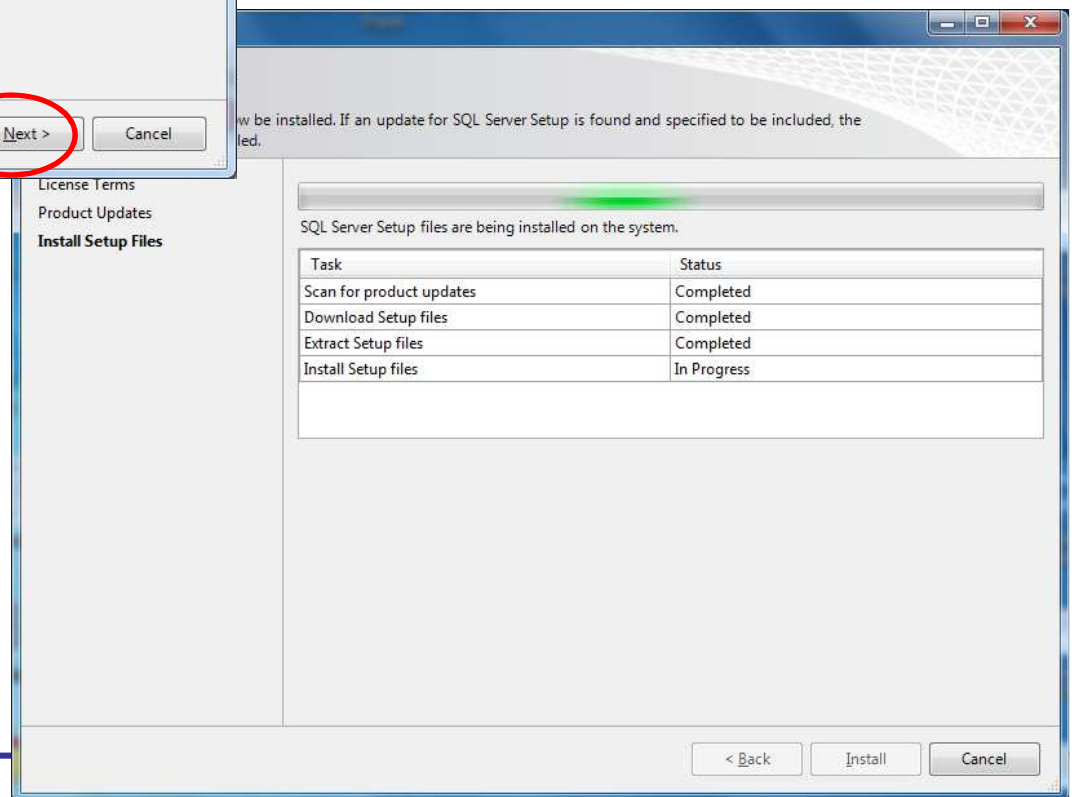 Next >
Cancel
be installed. If an update for SQL Server Setup is found and specified to be included, the
License Terms
Product Updates
Install Setup Files
SQL Server Setup files are being installed on the system.
Task Status
Scan for product updates Completed
Download Setup files Completed
Extract Setup files Completed
Install Setup files In Progress
< Back Install Cancel